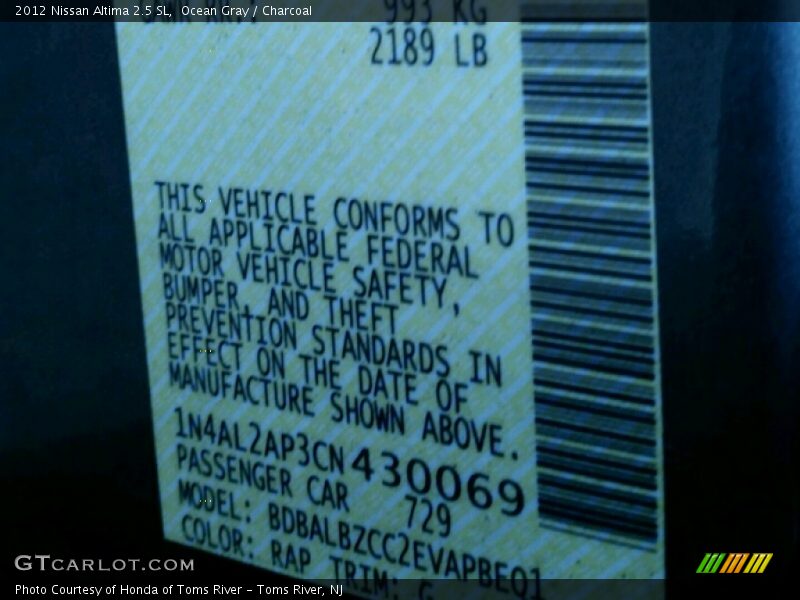 2012 Nissan Altima 2.5 SL, Ocean Gray / Charcoal
993 KG
2189 LB
THIS VEHICLE CONFORMS TO
ALL APPLICABLE FEDERAL
MOTOR VEHICLE SAFETY,
BUMPER, AND THEFT
PREVENTION STANDARDS IN
EFFECT ON THE DATE OF
MANUFACTURE SHOWN ABOVE.
1N4AL2AP3CN430069
PASSENGER CAR 729
MODEL: BDBALBZCC2EVAPBEQ1
COLOR: RAP TRIM: G
GTCARLOT.COM
Photo Courtesy of Honda of Toms River - Toms River, NJ